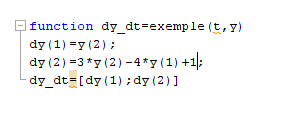 function dy_dt=exemple(t,y)
dy(1)=y(2);
dy(2)=3*y(2)-4*y(1)+1;
dy_dt=[dy(1);dy(2)]